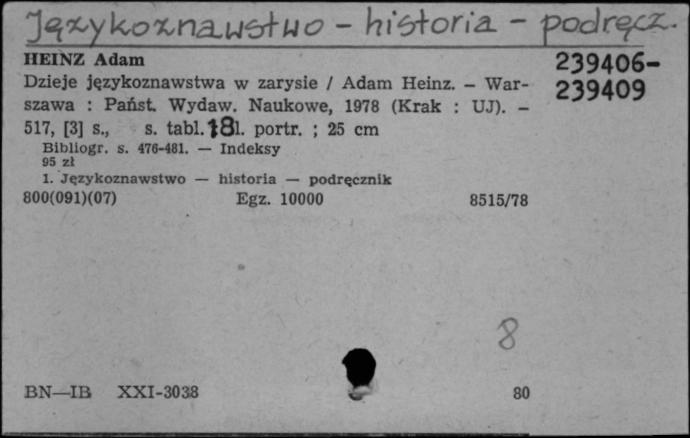 Językoznawstwo - historia - podręcz.
HEINZ Adam
239406-
239409
Dzieje językoznawstwa w zarysie / Adam Heinz. – War-
szawa : Państ. Wydaw. Naukowe, 1978 (Krak : UJ). –
517, [3] s., s. tabl. 18 l. portr. ; 25 cm
Bibliogr. s. 476-481. — Indeksy
95 zł
1. Językoznawstwo — historia — podręcznik
800(091)(07) Egz. 10000 8515/78
8
BN—IB XXI-3038 80